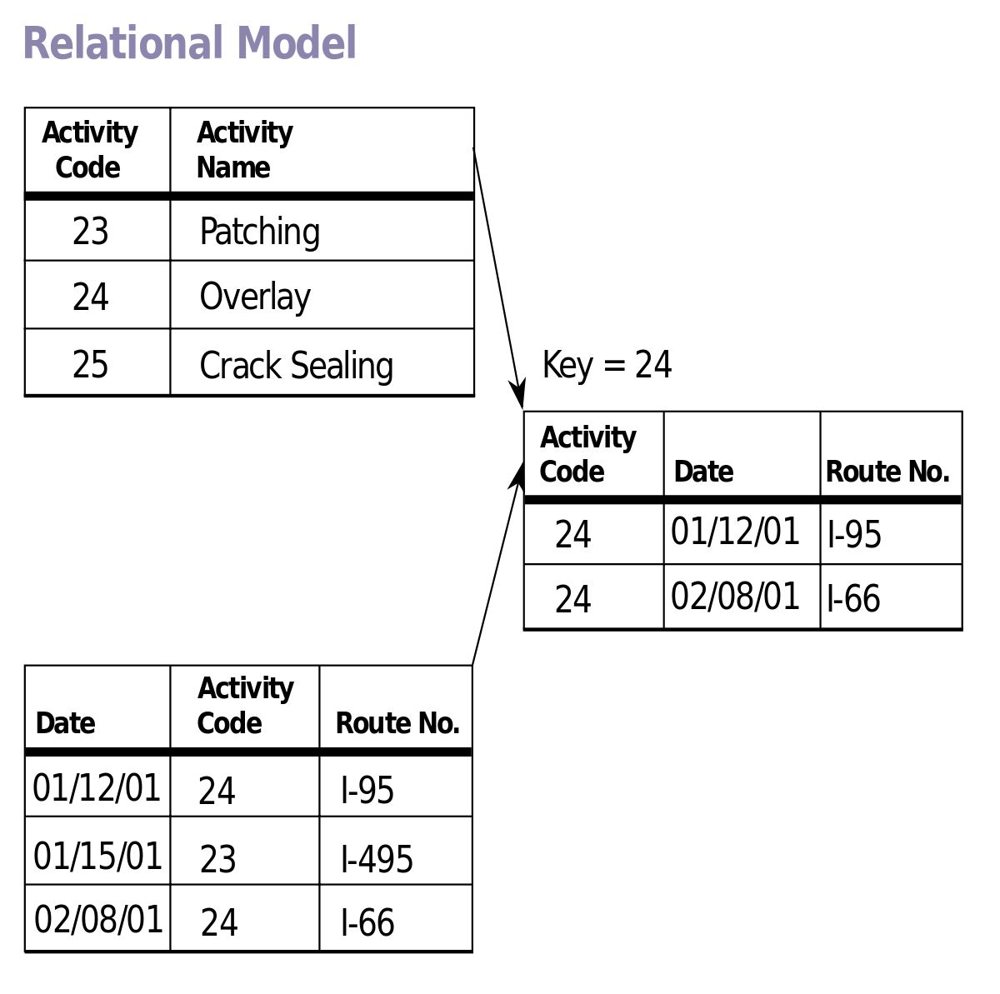 Relational Model
Activity Code Activity Name
23 Patching
24 Overlay
25 Crack Sealing
Key = 24
Activity Code Date Route No.
24 01/12/01 I-95
24 02/08/01 I-66
Date Activity Code Route No.
01/12/01 24 I-95
01/15/01 23 I-495
02/08/01 24 I-66